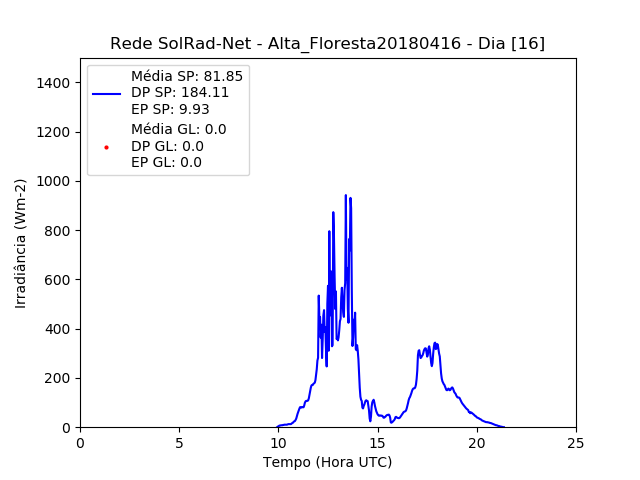 Rede SolRad-Net - Alta_Floresta20180416 - Dia [16]
Média SP: 81.85
DP SP: 184.11
EP SP: 9.93
Média GL: 0.0
DP GL: 0.0
EP GL: 0.0
1400
1200
1000
800
600
400
200
0
Irradiância (Wm-2)
0 5 10 15 20 25
Tempo (Hora UTC)